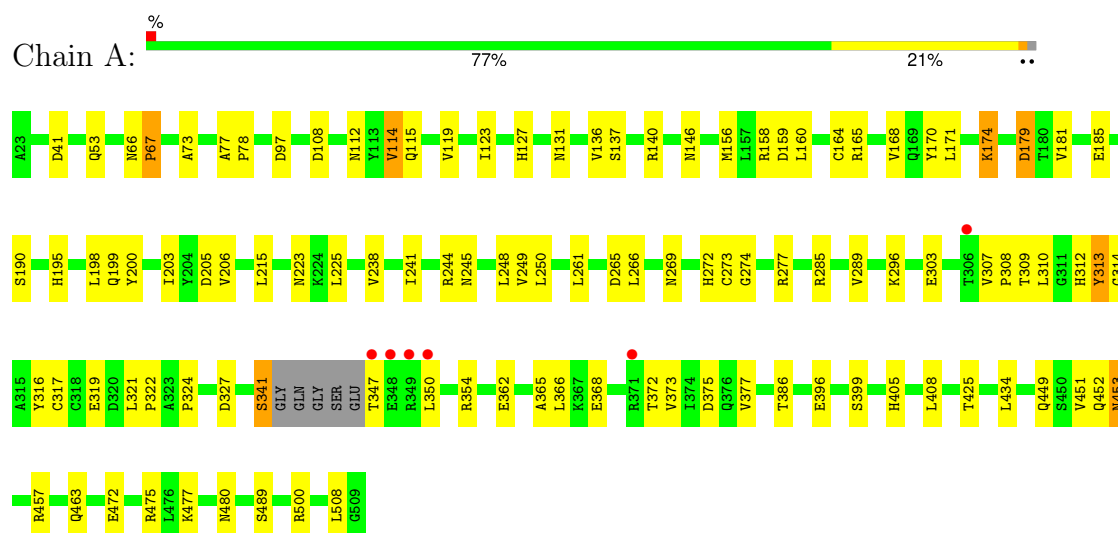 %
Chain A:
77% 21% ••
A23 D41 Q53 N66 P67 A73 A77 P78 D97 D108 N112 Y113 V114 Q115 V119 I123 H127 N131 V136 S137 R140 N146 M156 L157 R158 D159 L160 C164 R165 V168 Q169 Y170 L171 K174 D179 T180 V181 E185
S190 H195 L198 Q199 Y200 I203 Y204 D205 V206 L215 N223 K224 L225 V238 I241 R244 N245 L248 V249 L250 L261 D265 L266 N269 H272 C273 G274 R277 R285 V289 K296 E303 T306 V307 P308 T309 L310 G311 H312 Y313 C314
A315 Y316 C317 C318 E319 D320 L321 P322 A323 P324 D327 S341 GLY GLN GLY SER GLU T347 E348 R349 L350 R354 E362 A365 L366 K367 E368 R371 T372 V373 I374 D375 Q376 V377 T386 E396 S399 H405 L408 T425 L434 Q449 S450 V451 Q452 N453
R457 Q463 E472 R475 L476 K477 N480 S489 R500 L508 G509